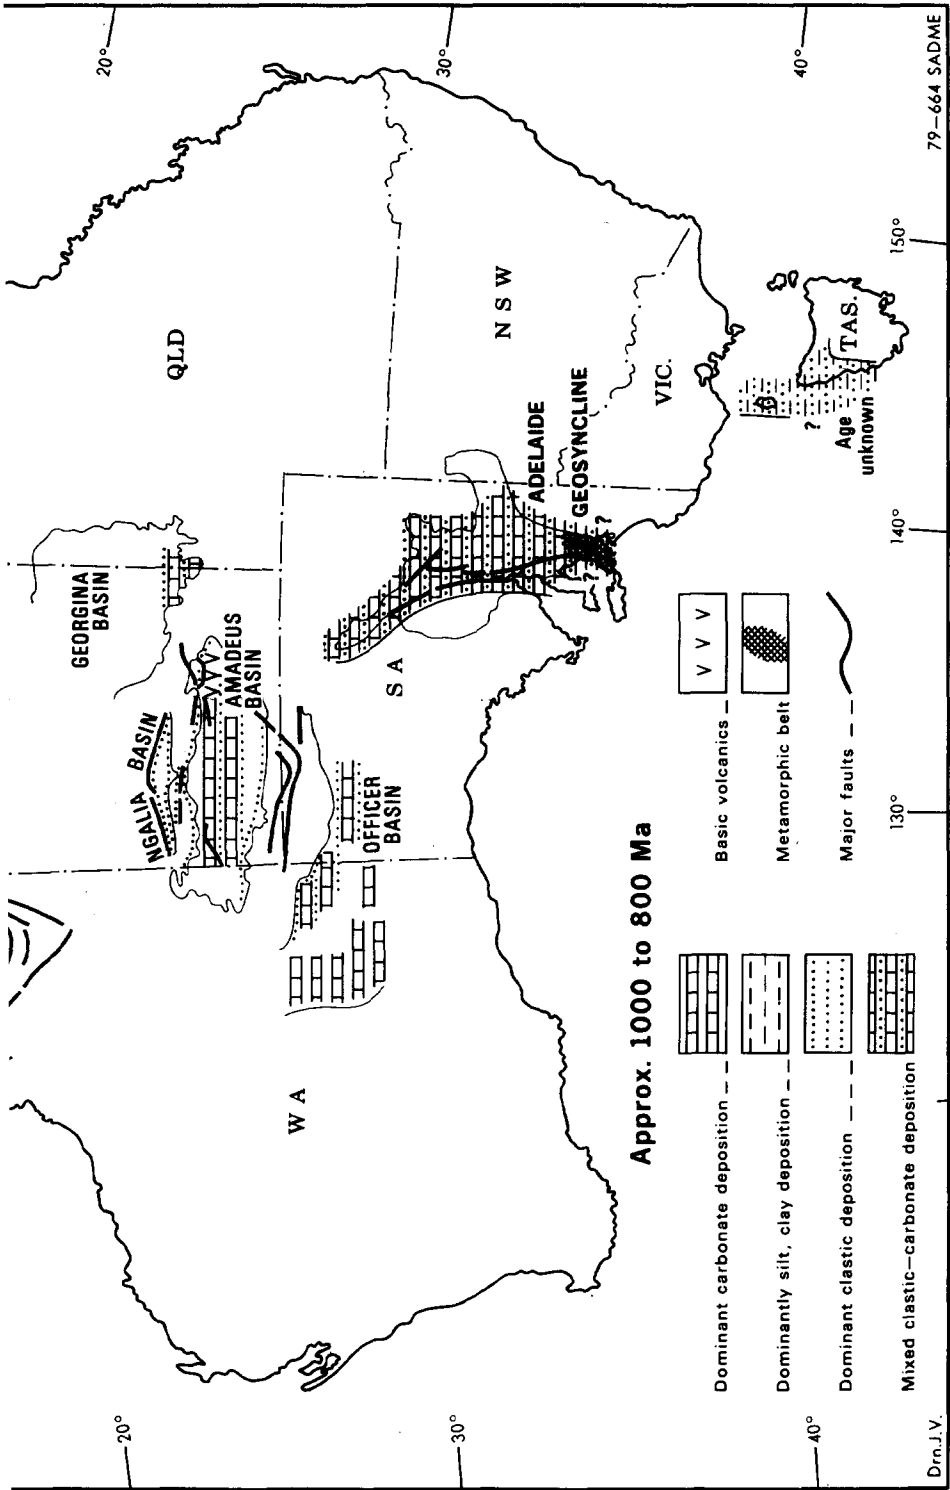 20°
30°
40°
QLD
N S W
VIC.
TAS.
GEORGINA
BASIN
NGALIA BASIN
V V V
AMADEUS
BASIN
S A
OFFICER
BASIN
W A
ADELAIDE
GEOSYNCLINE
?
?
?
Age
unknown
B
150°
140°
130°
20°
30°
40°
Approx. 1000 to 800 Ma
Dominant carbonate deposition
Dominantly silt, clay deposition
Dominant clastic deposition
Mixed clastic–carbonate deposition
Basic volcanics
V V V
Metamorphic belt
Major faults
Drn.J.V.
79–664 SADME